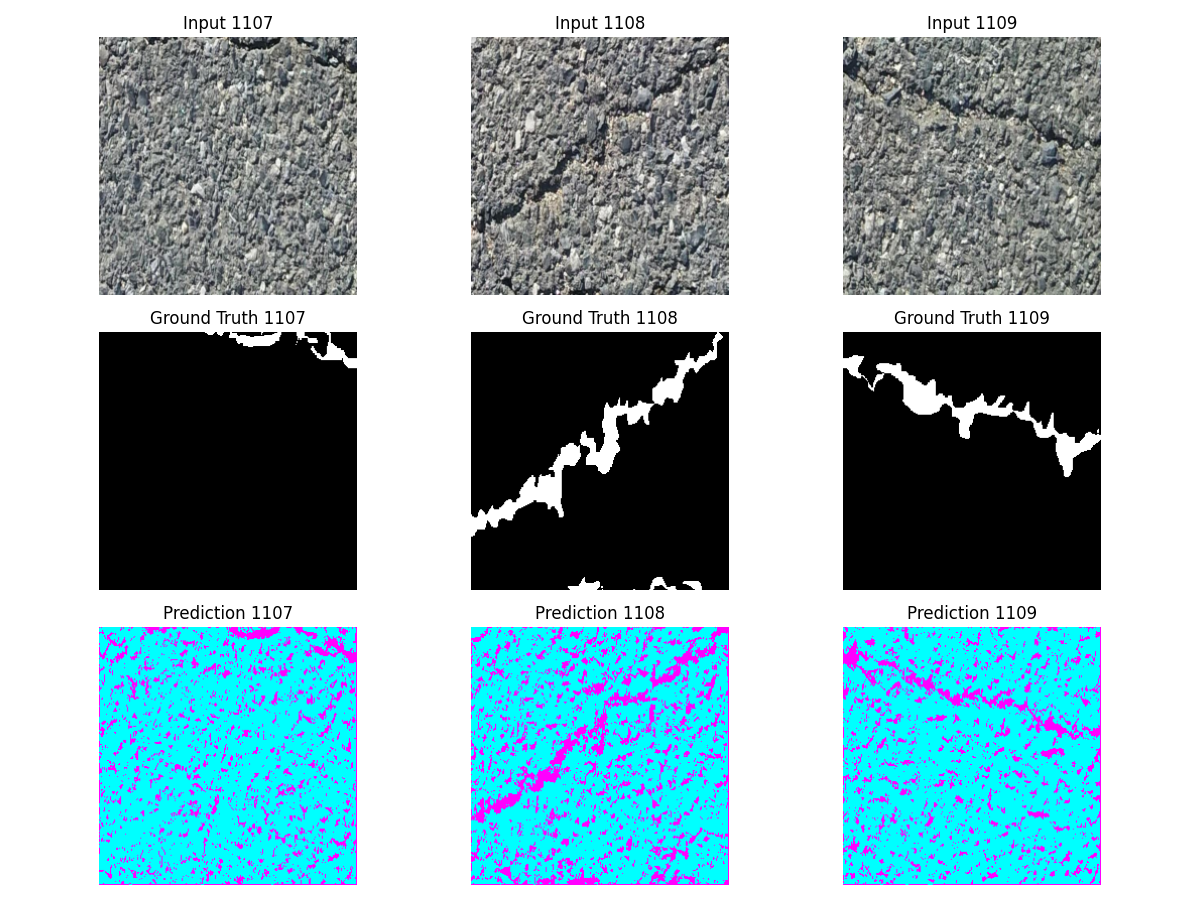 Input 1107
Input 1108
Input 1109
Ground Truth 1107
Ground Truth 1108
Ground Truth 1109
Prediction 1107
Prediction 1108
Prediction 1109